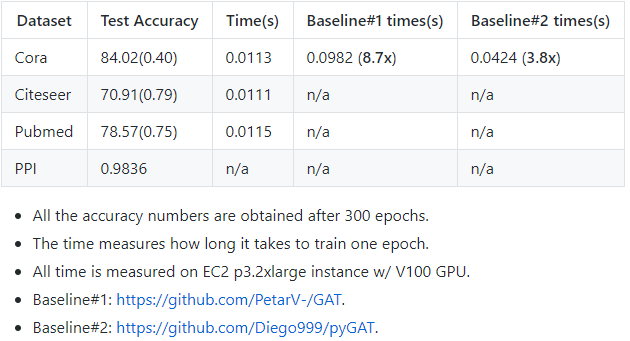 Dataset Test Accuracy Time(s) Baseline#1 times(s) Baseline#2 times(s)
Cora 84.02(0.40) 0.0113 0.0982 (8.7x) 0.0424 (3.8x)
Citeseer 70.91(0.79) 0.0111 n/a n/a
Pubmed 78.57(0.75) 0.0115 n/a n/a
PPI 0.9836 n/a n/a n/a
• All the accuracy numbers are obtained after 300 epochs.
• The time measures how long it takes to train one epoch.
• All time is measured on EC2 p3.2xlarge instance w/ V100 GPU.
• Baseline#1: https://github.com/PetarV-/GAT.
• Baseline#2: https://github.com/Diego999/pyGAT.